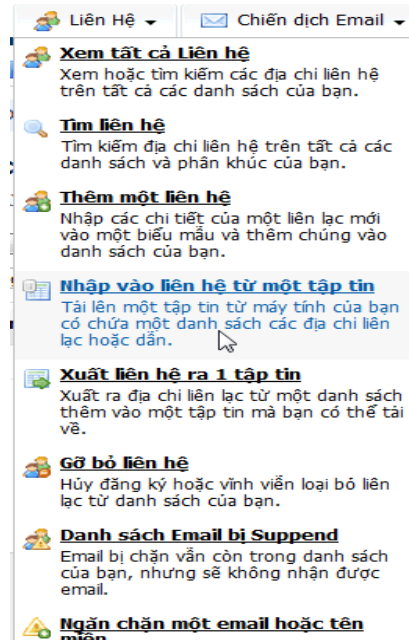 Liên Hệ Chiến dịch Email
Xem tất cả Liên hệ
Xem hoặc tìm kiếm các địa chỉ liên hệ
trên tất cả các danh sách của bạn.
Tìm liên hệ
Tìm kiếm địa chỉ liên hệ trên tất cả các
danh sách và phân khúc của bạn.
Thêm một liên hệ
Nhập các chi tiết của một liên lạc mới
vào một biểu mẫu và thêm chúng vào
danh sách của bạn.
Nhập vào liên hệ từ một tập tin
Tải lên một tập tin từ máy tính của bạn
có chứa một danh sách các địa chỉ liên
lạc hoặc dẫn.
Xuất liên hệ ra 1 tập tin
Xuất ra địa chỉ liên lạc từ một danh sách
thêm vào một tập tin mà bạn có thể tải
về.
Gỡ bỏ liên hệ
Hủy đăng ký hoặc vĩnh viễn loại bỏ liên
lạc từ danh sách của bạn.
Danh sách Email bị Suppend
Email bị chặn vẫn còn trong danh sách
của bạn, nhưng sẽ không nhận được
email.
Ngăn chặn một email hoặc tên
miền